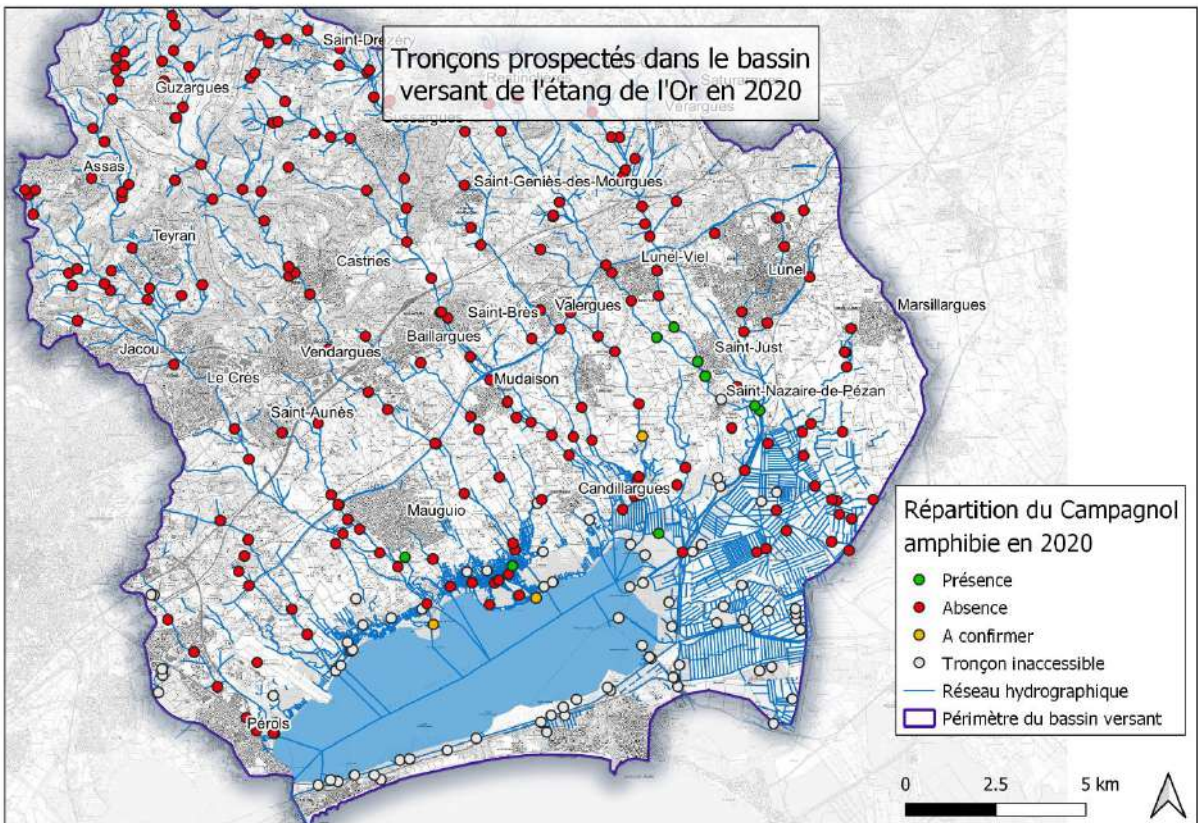 Tronçons prospectés dans le bassin
versant de l'étang de l'Or en 2020
Saint-Drézéry
Guzargues
Assas
Saint-Geniès-des-Mourgues
Teyran
Castries
Lunel-Viel
Lunel
Marsillargues
Saint-Brès
Valergues
Baillargues
Jacou
Vendargues
Saint-Just
Le Crès
Mudaison
Saint-Nazaire-de-Pézan
Saint-Aunès
Candillargues
Mauguio
Pérols
Répartition du Campagnol
amphibie en 2020
Présence
Absence
A confirmer
Tronçon inaccessible
Réseau hydrographique
Périmètre du bassin versant
0 2.5 5 km